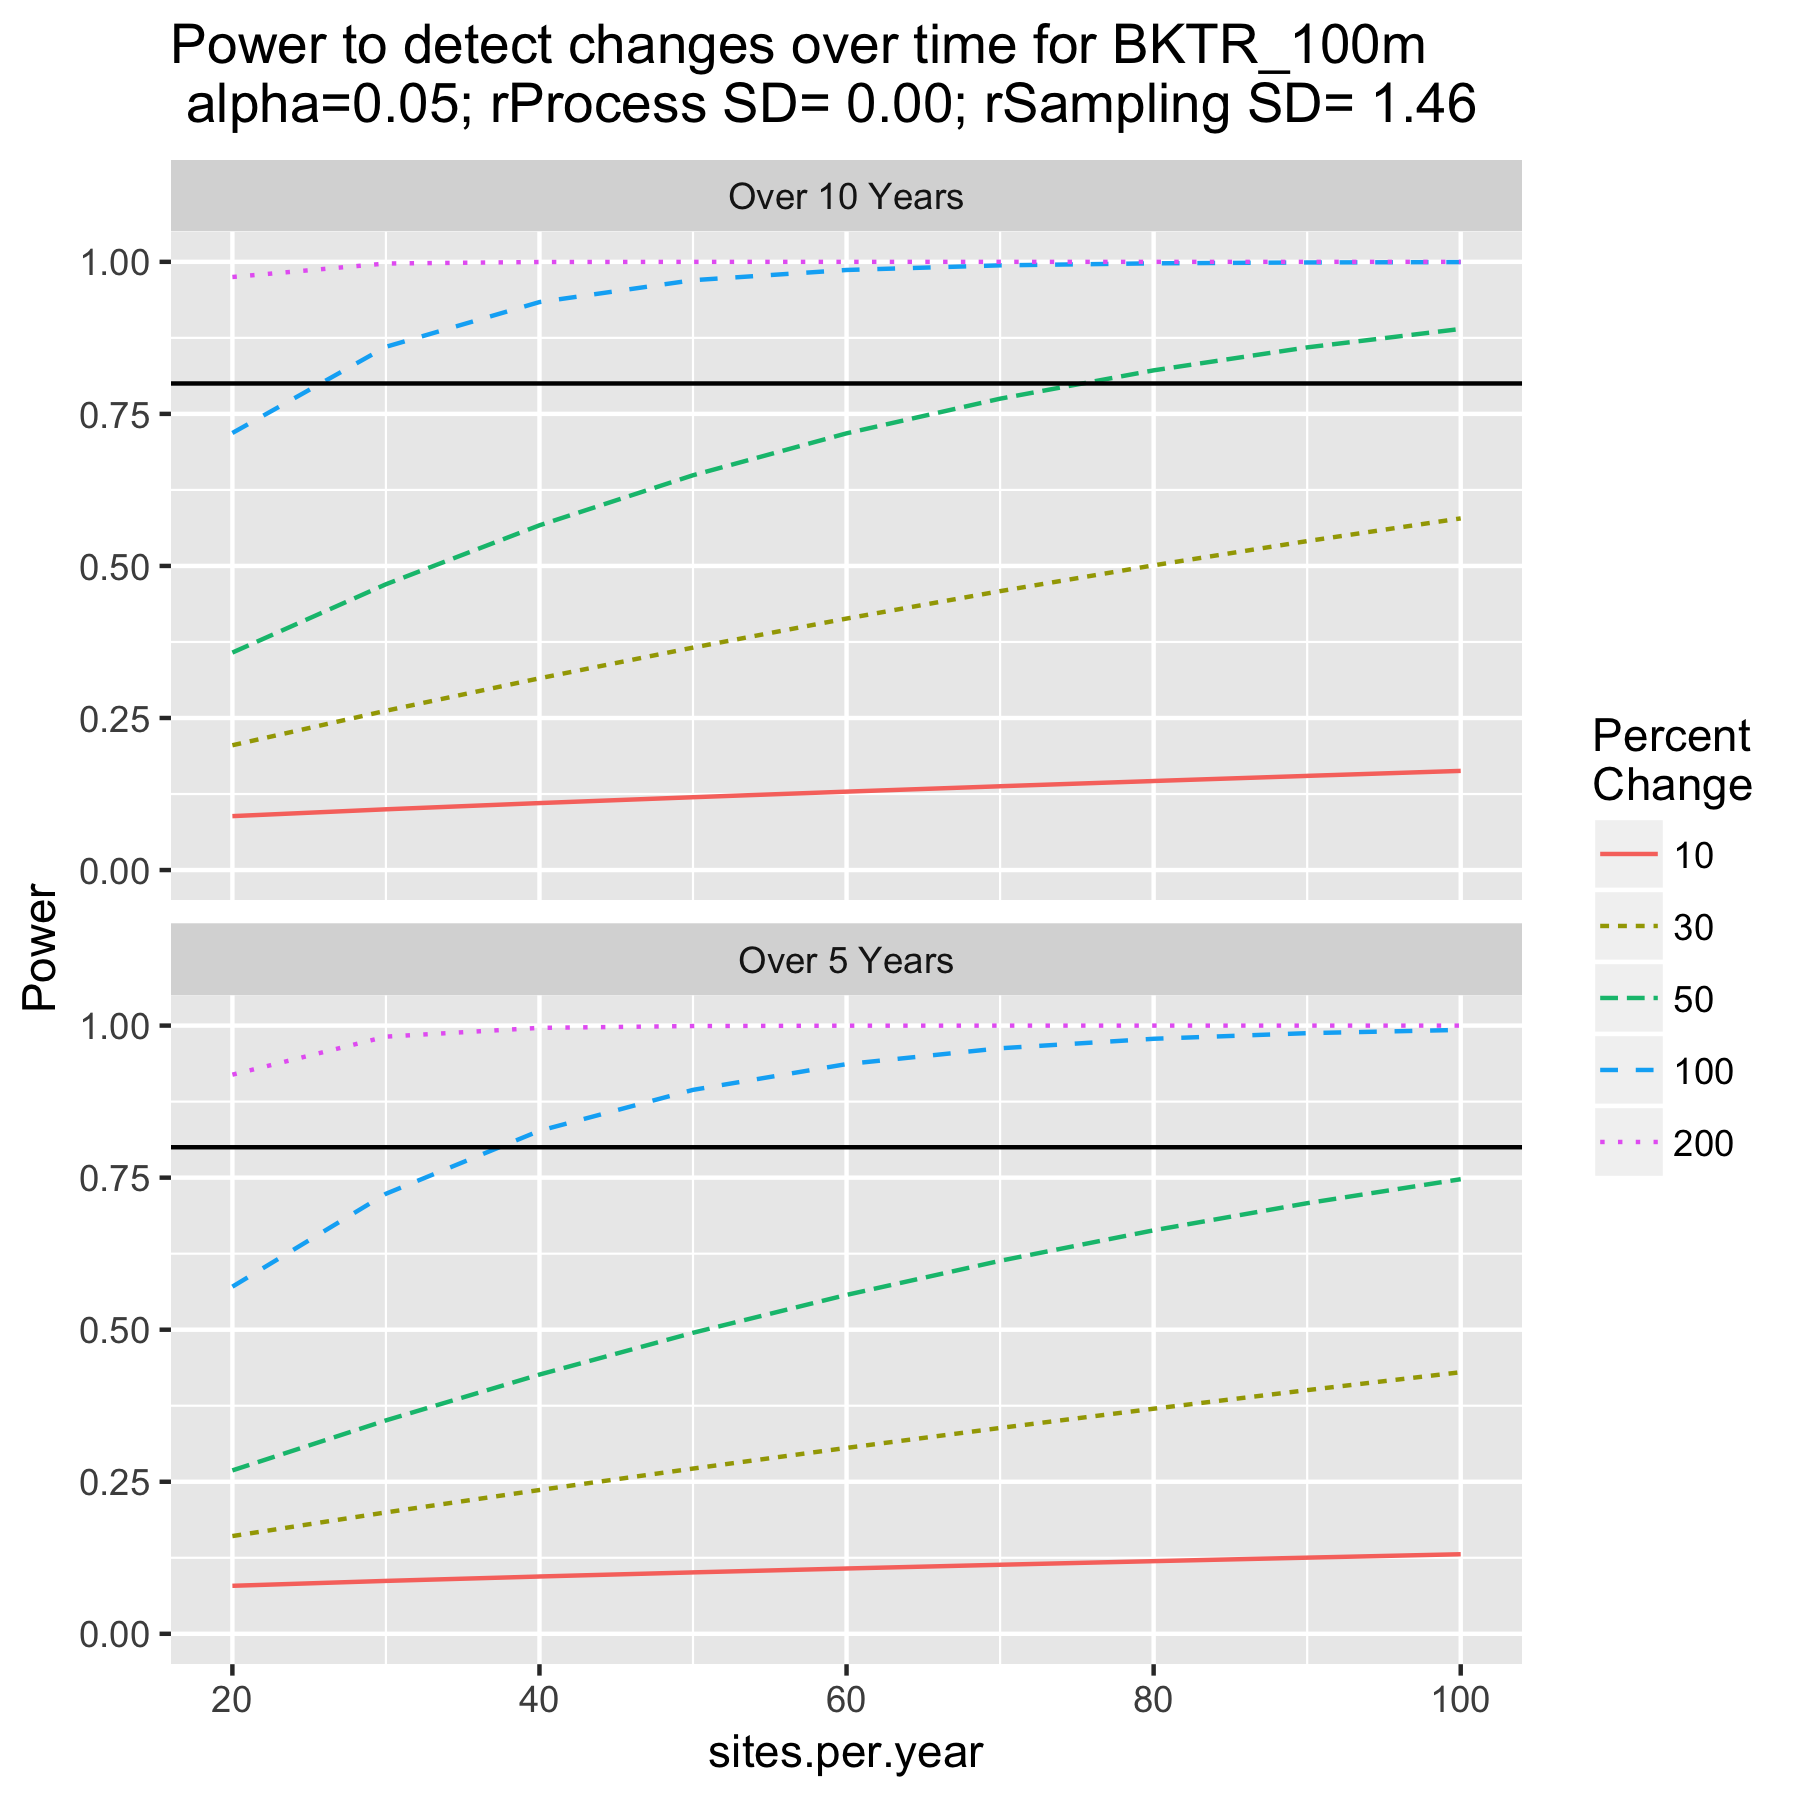 Power to detect changes over time for BKTR_100m
alpha=0.05; rProcess SD= 0.00; rSampling SD= 1.46
Over 10 Years
1.00
0.75
0.50
0.25
0.00
Power
Over 5 Years
1.00
0.75
0.50
0.25
0.00
20 40 60 80 100
sites.per.year
Percent
Change
10
30
50
100
200